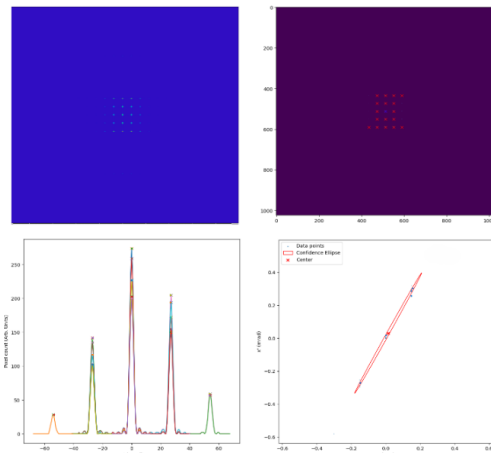 0
200
400
600
800
1000
0 200 400 600 800 1000
250
200
150
100
50
0
Pixel count (Arb. Units)
−60 −40 −20 0 20 40 60
Data points
Confidence Ellipse
Center
0.4
0.2
0.0
−0.2
−0.4
−0.6
x' (mrad)
−0.6 −0.4 −0.2 0.0 0.2 0.4 0.6